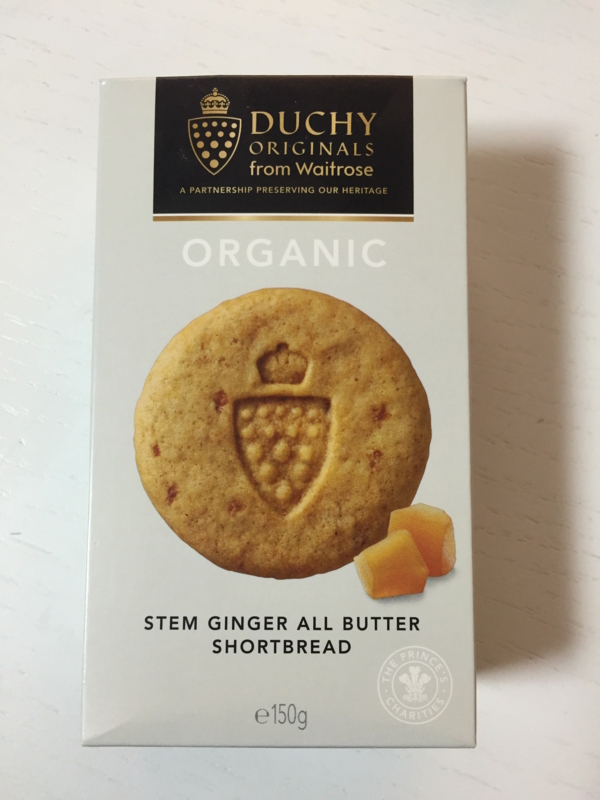 DUCHY
ORIGINALS
from Waitrose
A PARTNERSHIP PRESERVING OUR HERITAGE
ORGANIC
STEM GINGER ALL BUTTER
SHORTBREAD
THE PRINCE'S
CHARITIES
℮150g